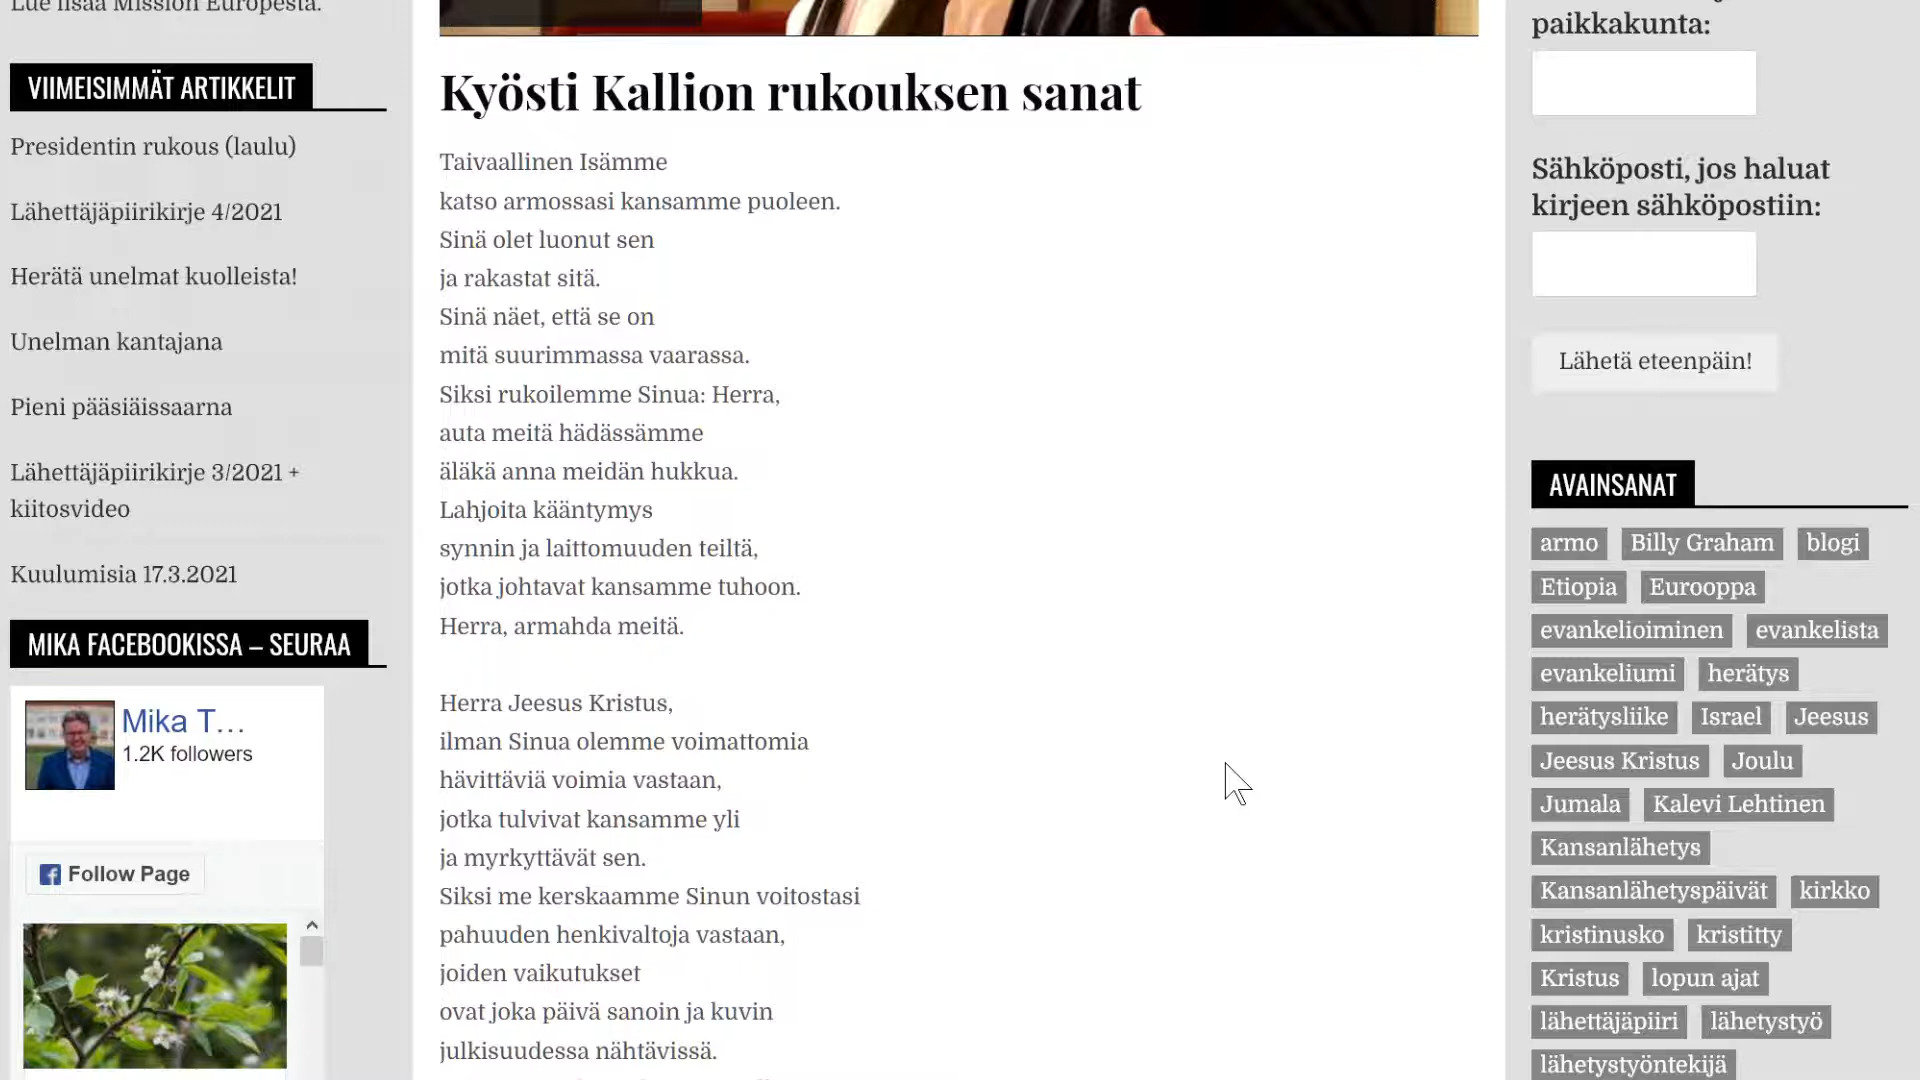 Lue lisää Mission Europesta.
VIIMEISIMMÄT ARTIKKELIT
Presidentin rukous (laulu)
Lähettäjäpiirikirje 4/2021
Herätä unelmat kuolleista!
Unelman kantajana
Pieni pääsiäissaarna
Lähettäjäpiirikirje 3/2021 +
kiitosvideo
Kuulumisia 17.3.2021
MIKA FACEBOOKISSA – SEURAA
Mika T…
1.2K followers
Follow Page
Kyösti Kallion rukouksen sanat
Taivaallinen Isämme
katso armossasi kansamme puoleen.
Sinä olet luonut sen
ja rakastat sitä.
Sinä näet, että se on
mitä suurimmassa vaarassa.
Siksi rukoilemme Sinua: Herra,
auta meitä hädässämme
äläkä anna meidän hukkua.
Lahjoita kääntymys
synnin ja laittomuuden teiltä,
jotka johtavat kansamme tuhoon.
Herra, armahda meitä.
Herra Jeesus Kristus,
ilman Sinua olemme voimattomia
hävittäviä voimia vastaan,
jotka tulvivat kansamme yli
ja myrkyttävät sen.
Siksi me kerskaamme Sinun voitostasi
pahuuden henkivaltoja vastaan,
joiden vaikutukset
ovat joka päivä sanoin ja kuvin
julkisuudessa nähtävissä.
paikkakunta:
Sähköposti, jos haluat
kirjeen sähköpostiin:
Lähetä eteenpäin!
AVAINSANAT
armo Billy Graham blogi
Etiopia Eurooppa
evankelioiminen evankelista
evankeliumi herätys
herätysliike Israel Jeesus
Jeesus Kristus Joulu
Jumala Kalevi Lehtinen
Kansanlähetys
Kansanlähetyspäivät kirkko
kristinusko kristitty
Kristus lopun ajat
lähettäjäpiiri lähetystyö
lähetystyöntekijä